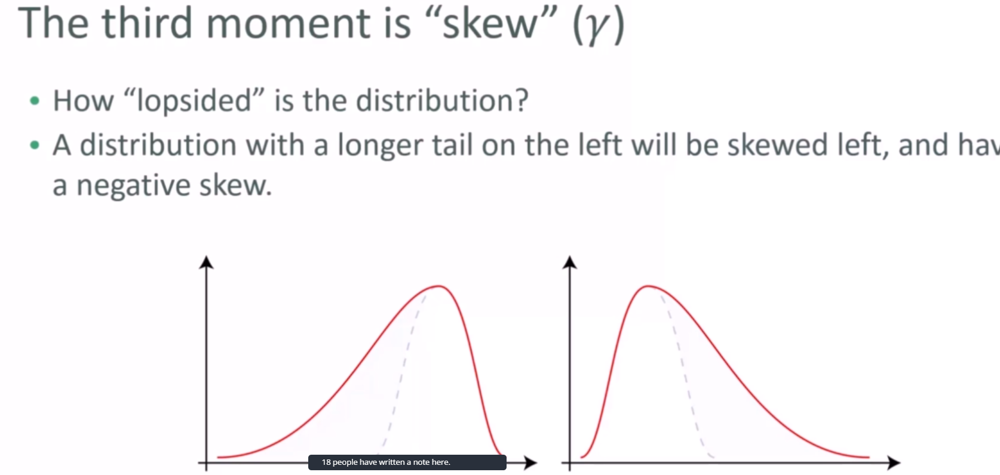 The third moment is “skew” (γ)
• How “lopsided” is the distribution?
• A distribution with a longer tail on the left will be skewed left, and hav
a negative skew.
18 people have written a note here.